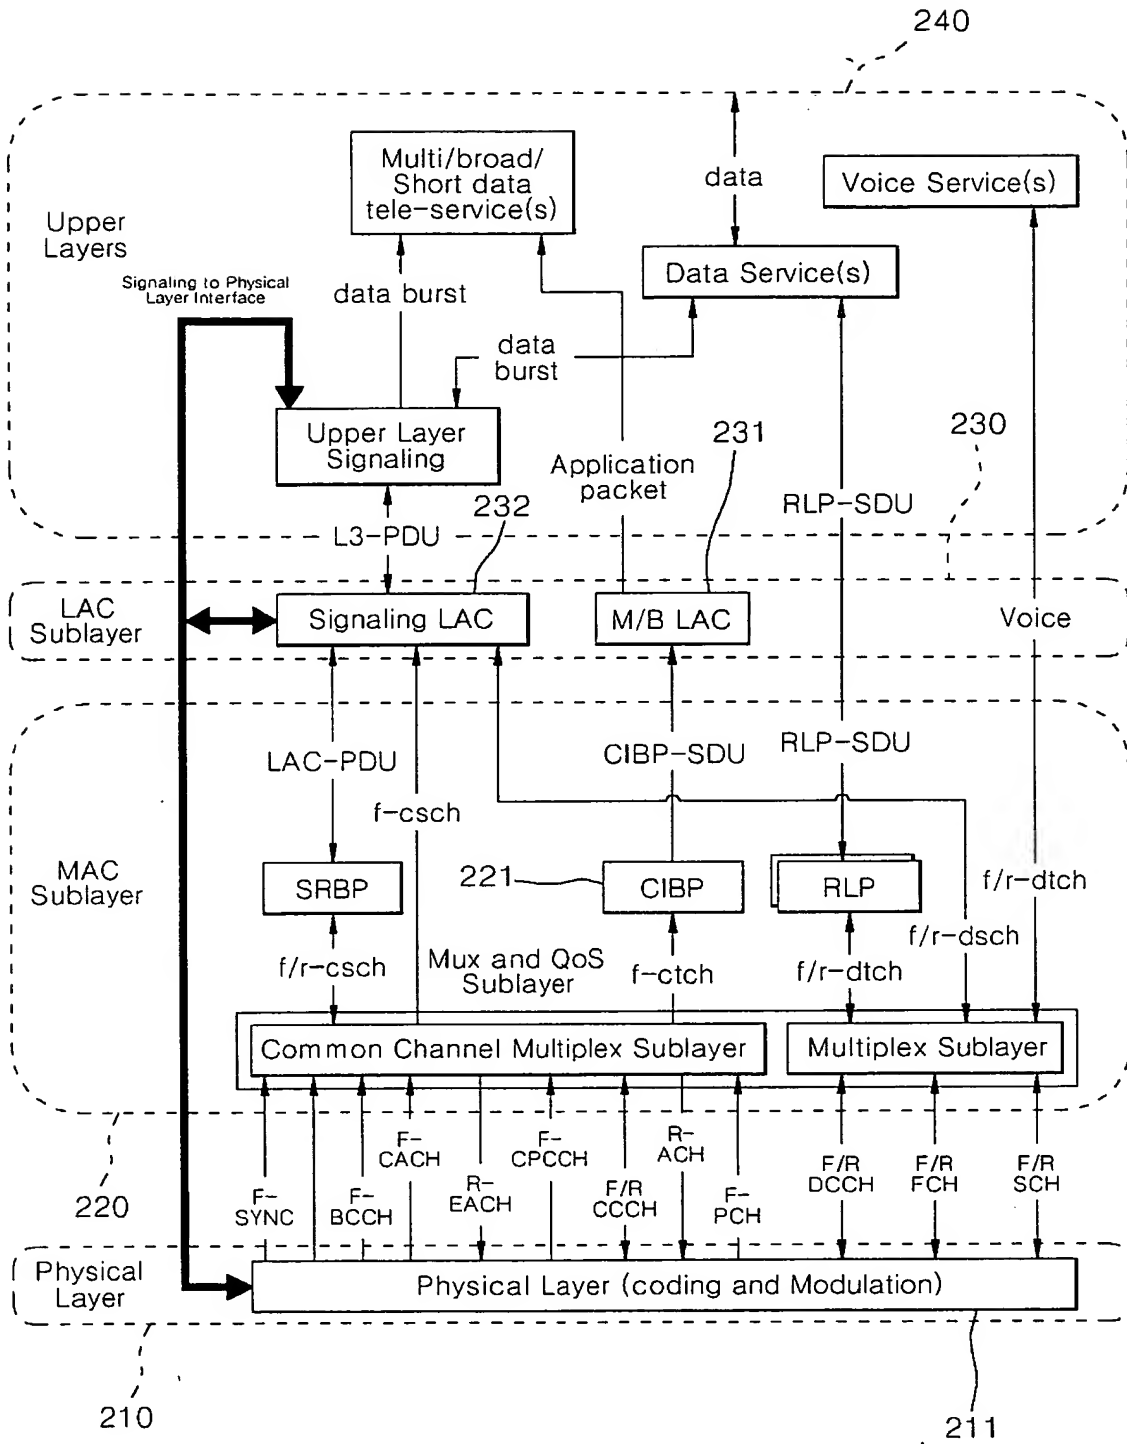 240
Multi/broad/
Short data
tele-service(s)
data
Voice Service(s)
Upper
Layers
Data Service(s)
Signaling to Physical
Layer Interface
data burst
data
burst
Upper Layer
Signaling
231
230
Application
packet
232
RLP-SDU
L3-PDU
LAC
Sublayer
Signaling LAC
M/B LAC
Voice
LAC-PDU
CIBP-SDU
RLP-SDU
f-csch
MAC
Sublayer
SRBP
221
CIBP
RLP
f/r-dtch
f/r-csch
Mux and QoS
Sublayer
f-ctch
f/r-dtch
f/r-dsch
Common Channel Multiplex Sublayer
Multiplex Sublayer
220
F-
SYNC
F-
BCCH
F-
CACH
R-
EACH
F-
CPCCH
F/R
CCCH
R-
ACH
F-
PCH
F/R
DCCH
F/R
FCH
F/R
SCH
Physical
Layer
Physical Layer (coding and Modulation)
210
211